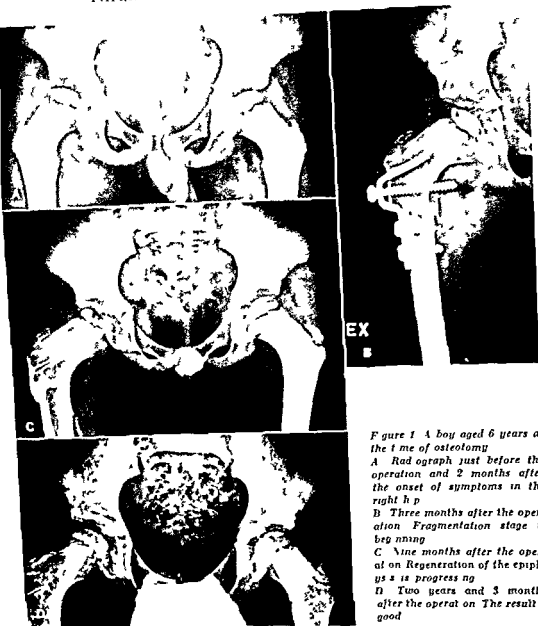 EX
B
C
F gure 1 A boy aged 6 years a
the t me of osteotomy
A Rad ograph just before th
operation and 2 months afte
the onset of symptoms in th
right h p
B Three months after the oper
ation Fragmentation stage
beg nning
C Nine months after the ope
at on Regeneration of the epiph
ys s is progress ng
D Two years and 3 month
after the operat on The result
good